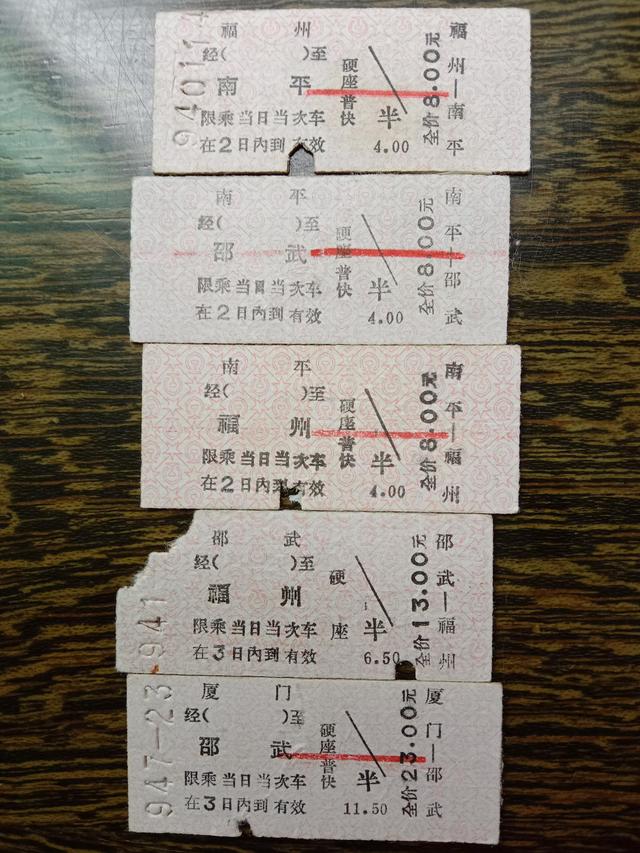 福 州
经( )至
南 平
限乘当日当次车
在2日内到有效
硬座普快
半
4.00
全价8.00元
福州—南平
南 平
经( )至
邵 武
限乘当日当次车
在2日内到有效
硬座普快
半
4.00
全价8.00元
南平—邵武
南 平
经( )至
福 州
限乘当日当次车
在2日内到有效
硬座普快
半
4.00
全价8.00元
南平—福州
941
邵 武
经( )至
福 州
限乘当日当次车
在3日内到有效
硬座
半
6.50
全价13.00元
邵武—福州
947-23
厦 门
经( )至
邵 武
限乘当日当次车
在3日内到有效
硬座普快
半
11.50
全价23.00元
厦门—邵武